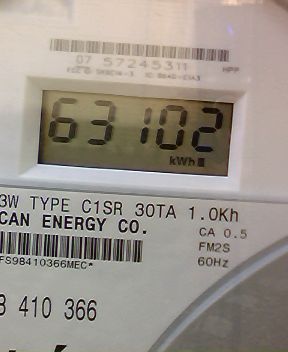 07 57245311
63102
kWh
3W TYPE C1SR 30TA 1.0Kh
CAN ENERGY CO.
CA 0.5
FM2S
FS98410366MEC*
60Hz
8 410 366